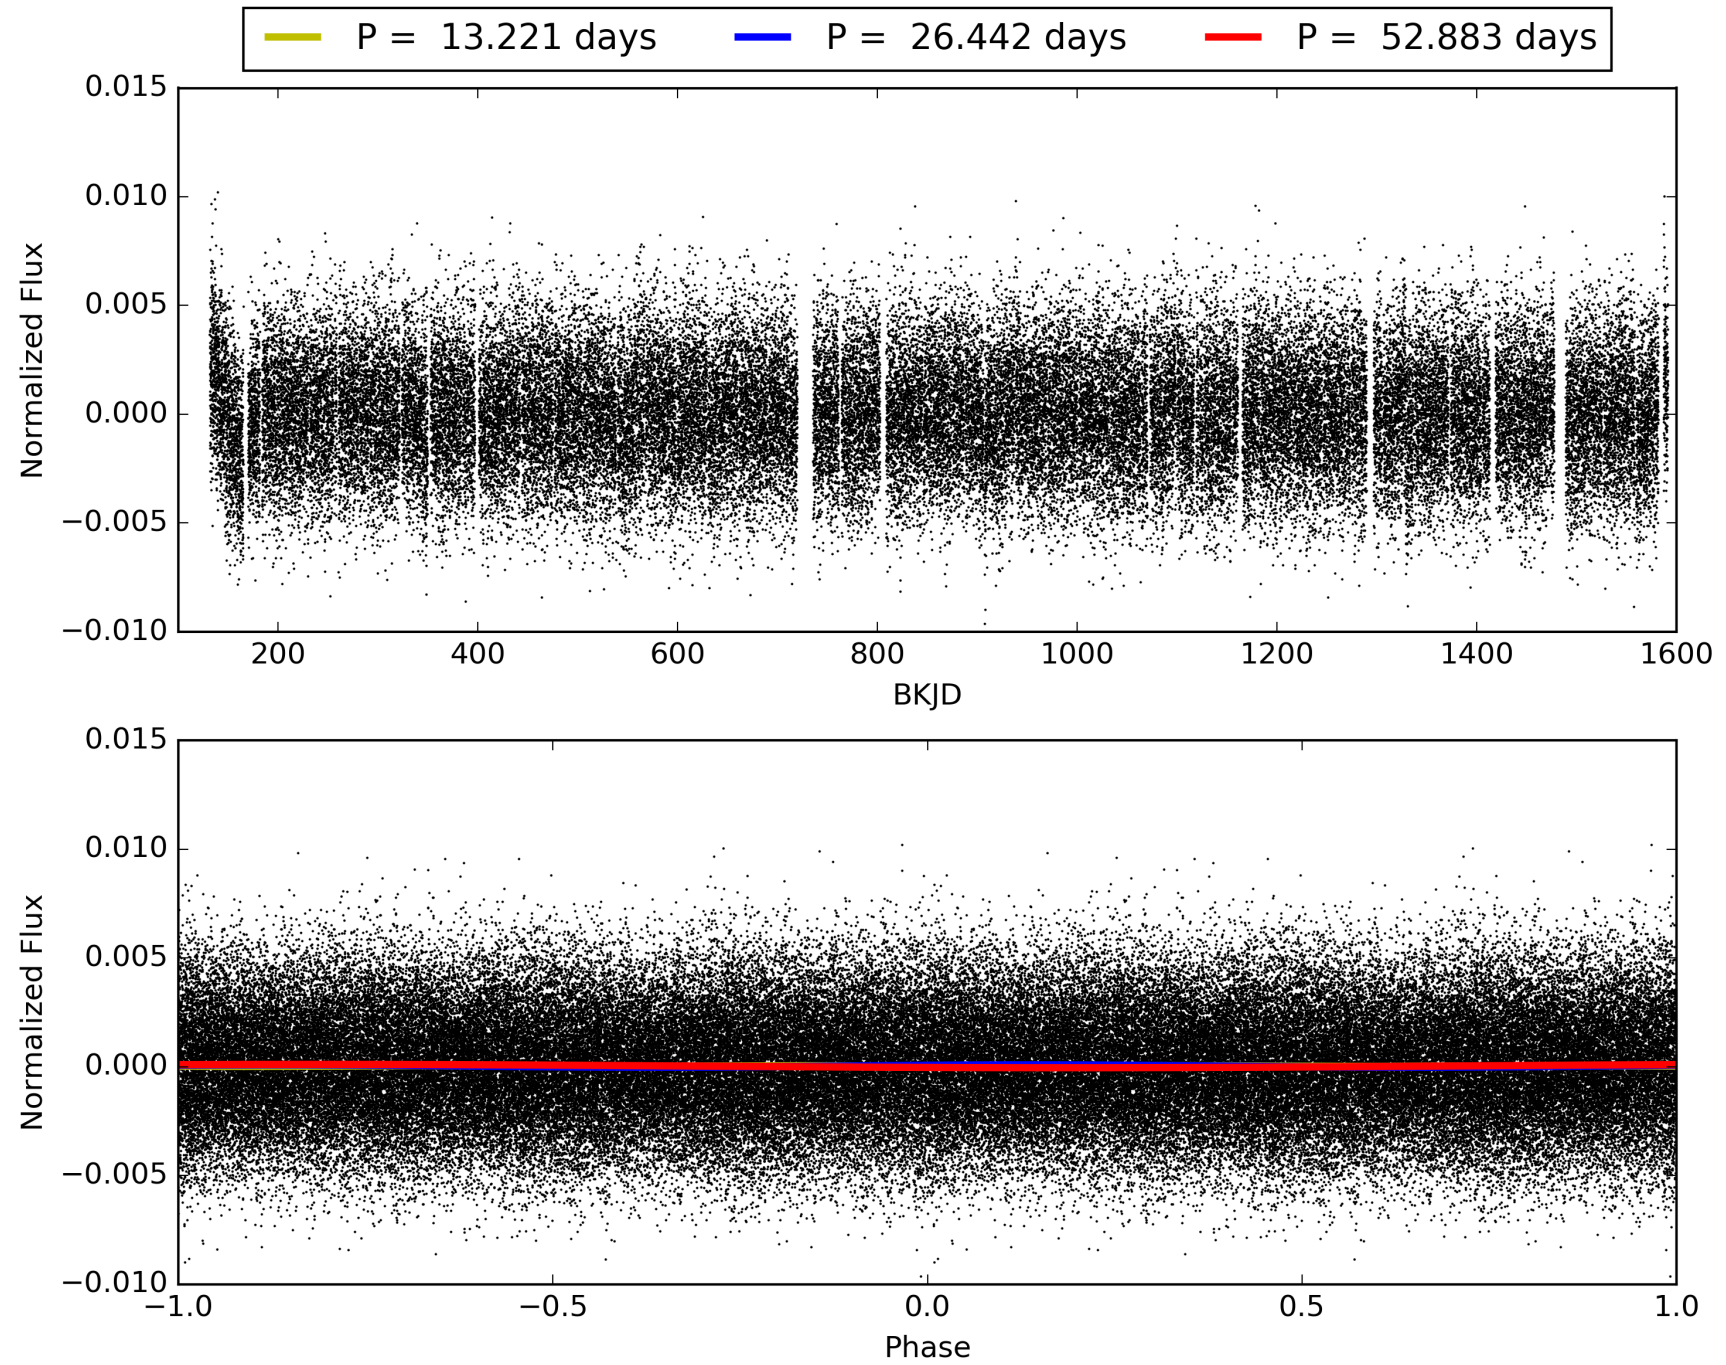 P = 13.221 days P = 26.442 days P = 52.883 days
0.015
0.010
0.005
0.000
−0.005
−0.010
Normalized Flux
200 400 600 800 1000 1200 1400 1600
BKJD
0.015
0.010
0.005
0.000
−0.005
−0.010
Normalized Flux
−1.0 −0.5 0.0 0.5 1.0
Phase